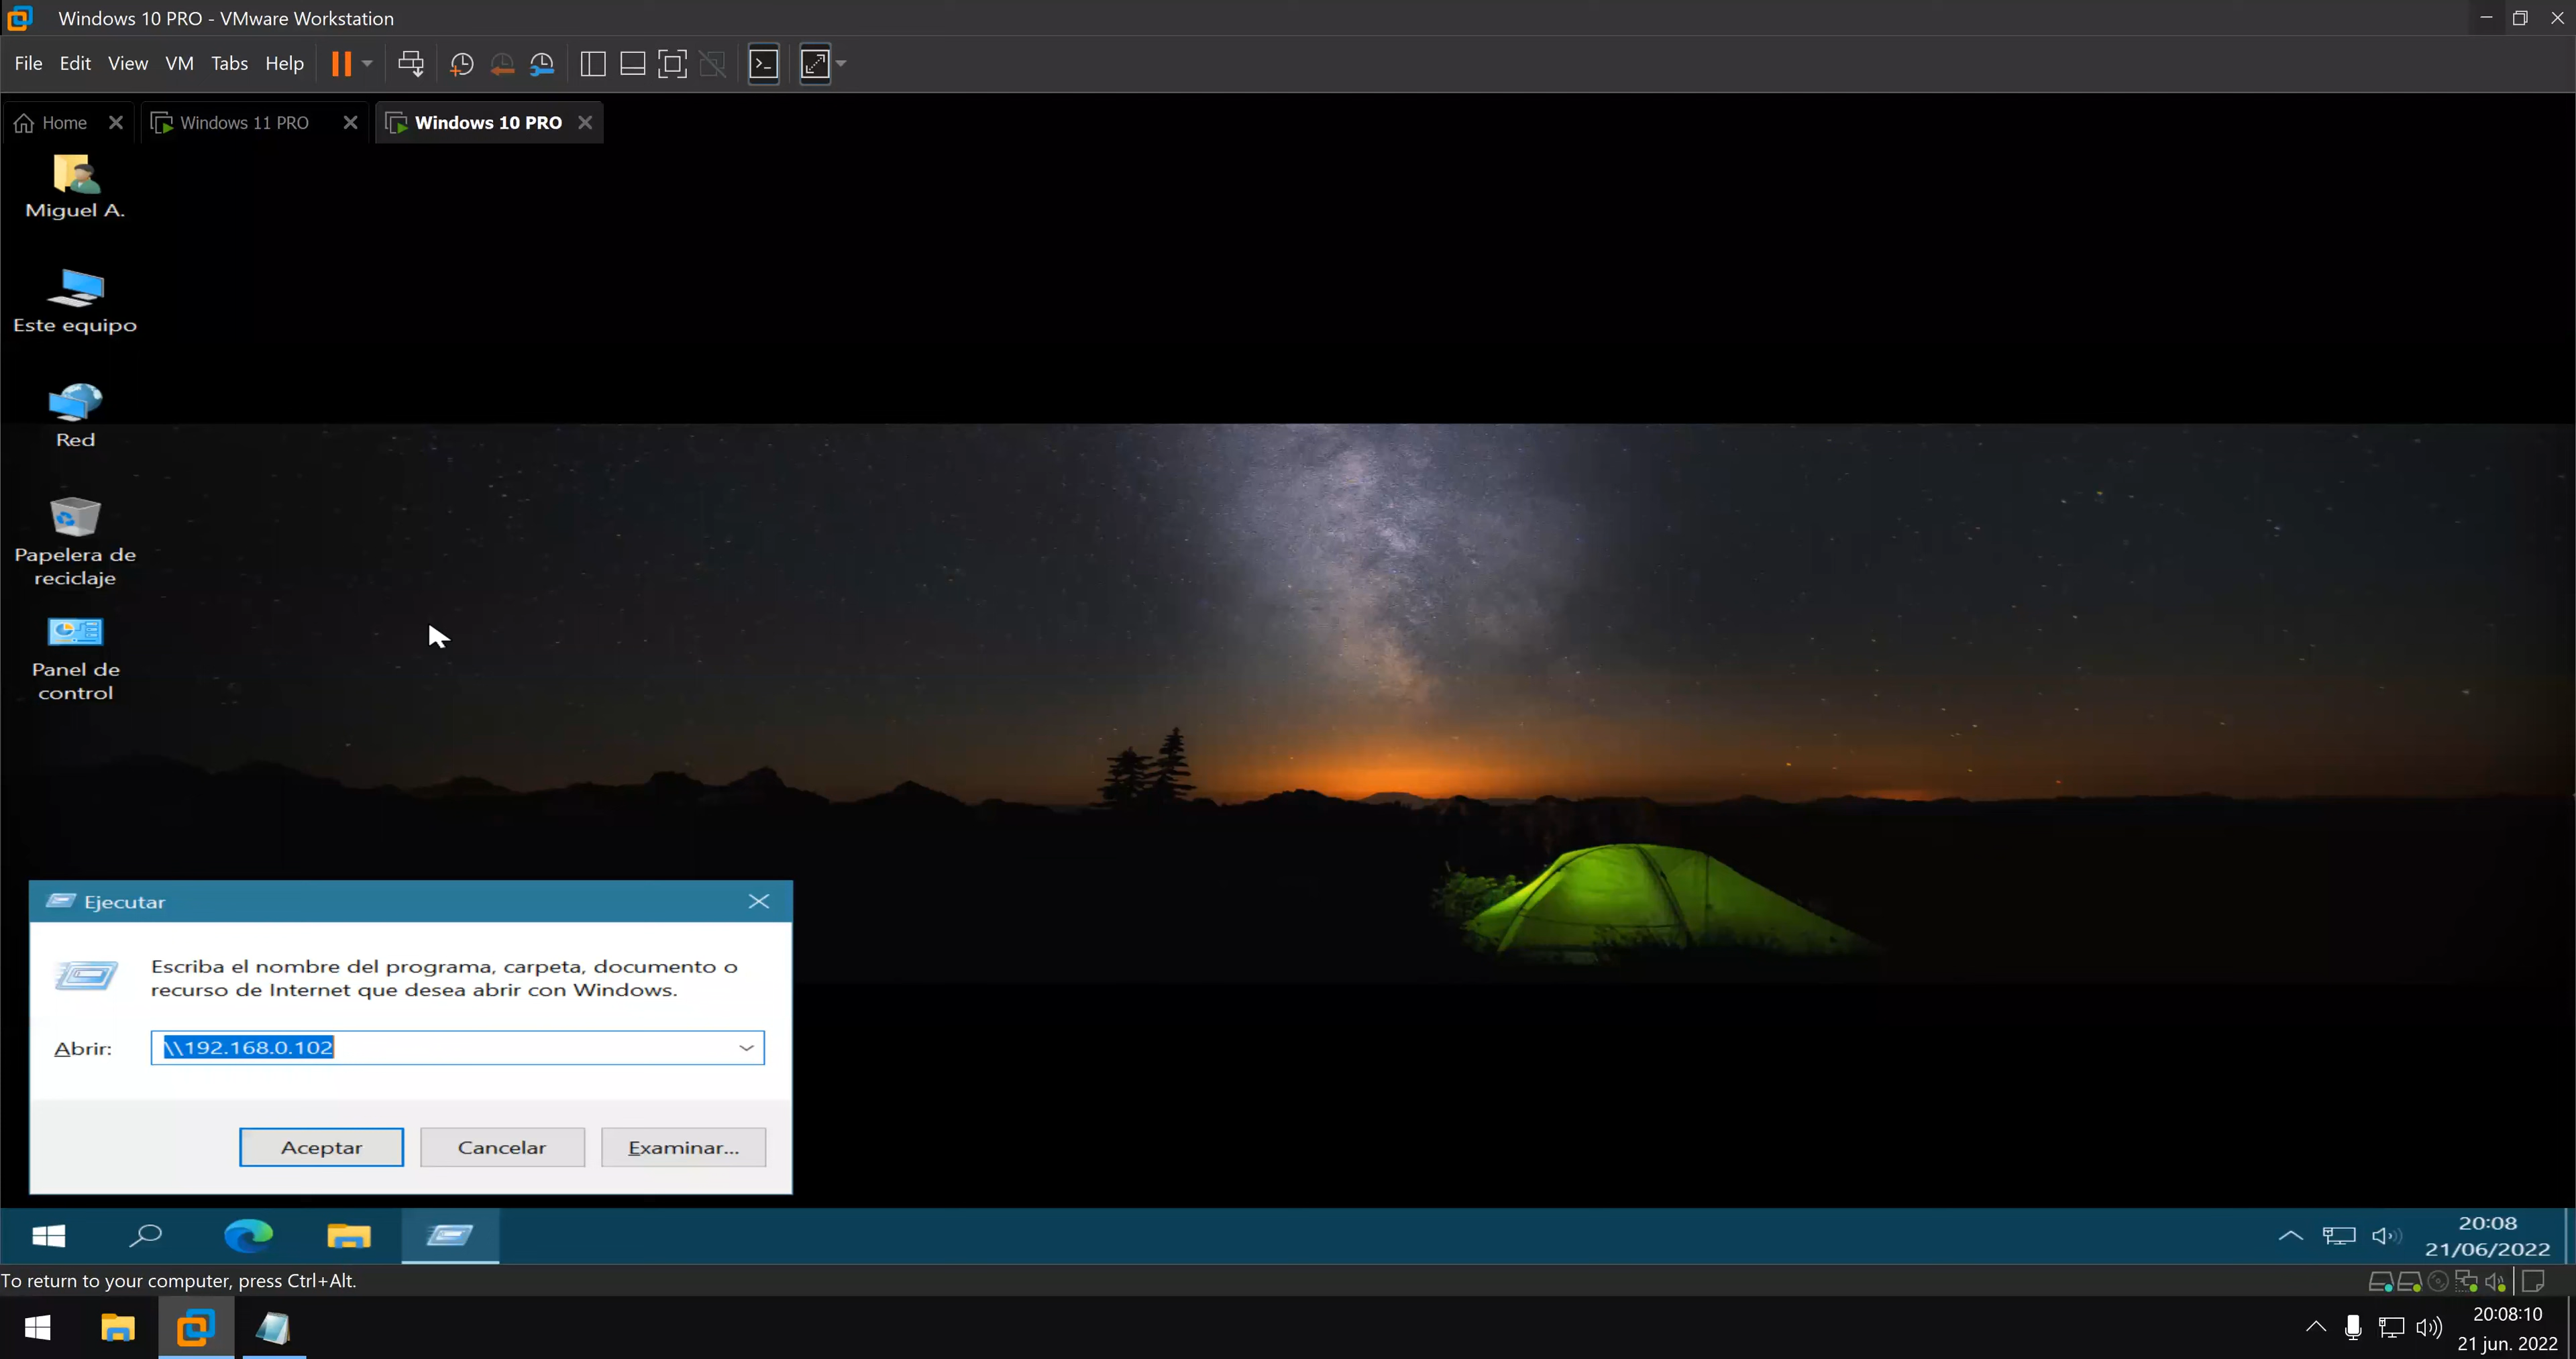 Windows 10 PRO - VMware Workstation
File Edit View VM Tabs Help
Home Windows 11 PRO Windows 10 PRO
Miguel A.
Este equipo
Red
Papelera de
reciclaje
Panel de
control
Ejecutar
Escriba el nombre del programa, carpeta, documento o
recurso de Internet que desea abrir con Windows.
Abrir: \\192.168.0.102
Aceptar Cancelar Examinar...
20:08
21/06/2022
To return to your computer, press Ctrl+Alt.
20:08:10
21 jun. 2022